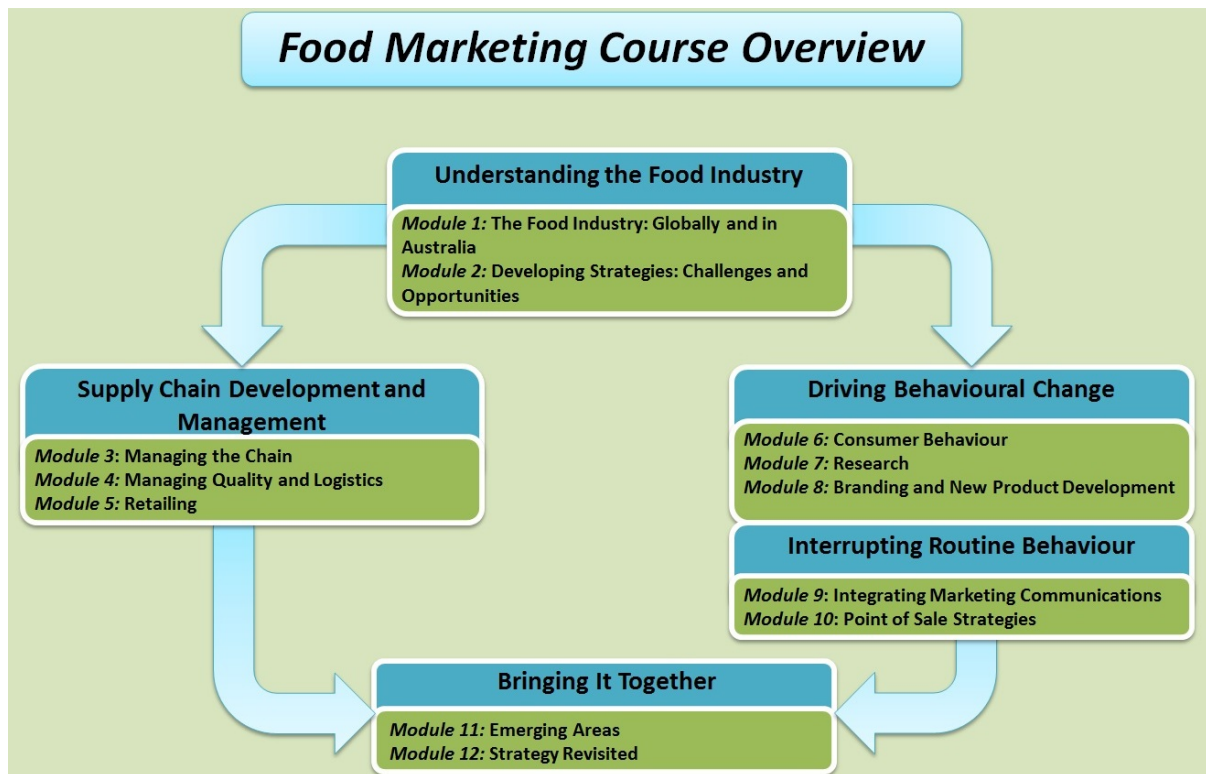 Food Marketing Course Overview
Understanding the Food Industry
Module 1: The Food Industry: Globally and in
Australia
Module 2: Developing Strategies: Challenges and
Opportunities
Supply Chain Development and
Management
Module 3: Managing the Chain
Module 4: Managing Quality and Logistics
Module 5: Retailing
Driving Behavioural Change
Module 6: Consumer Behaviour
Module 7: Research
Module 8: Branding and New Product Development
Interrupting Routine Behaviour
Module 9: Integrating Marketing Communications
Module 10: Point of Sale Strategies
Bringing It Together
Module 11: Emerging Areas
Module 12: Strategy Revisited